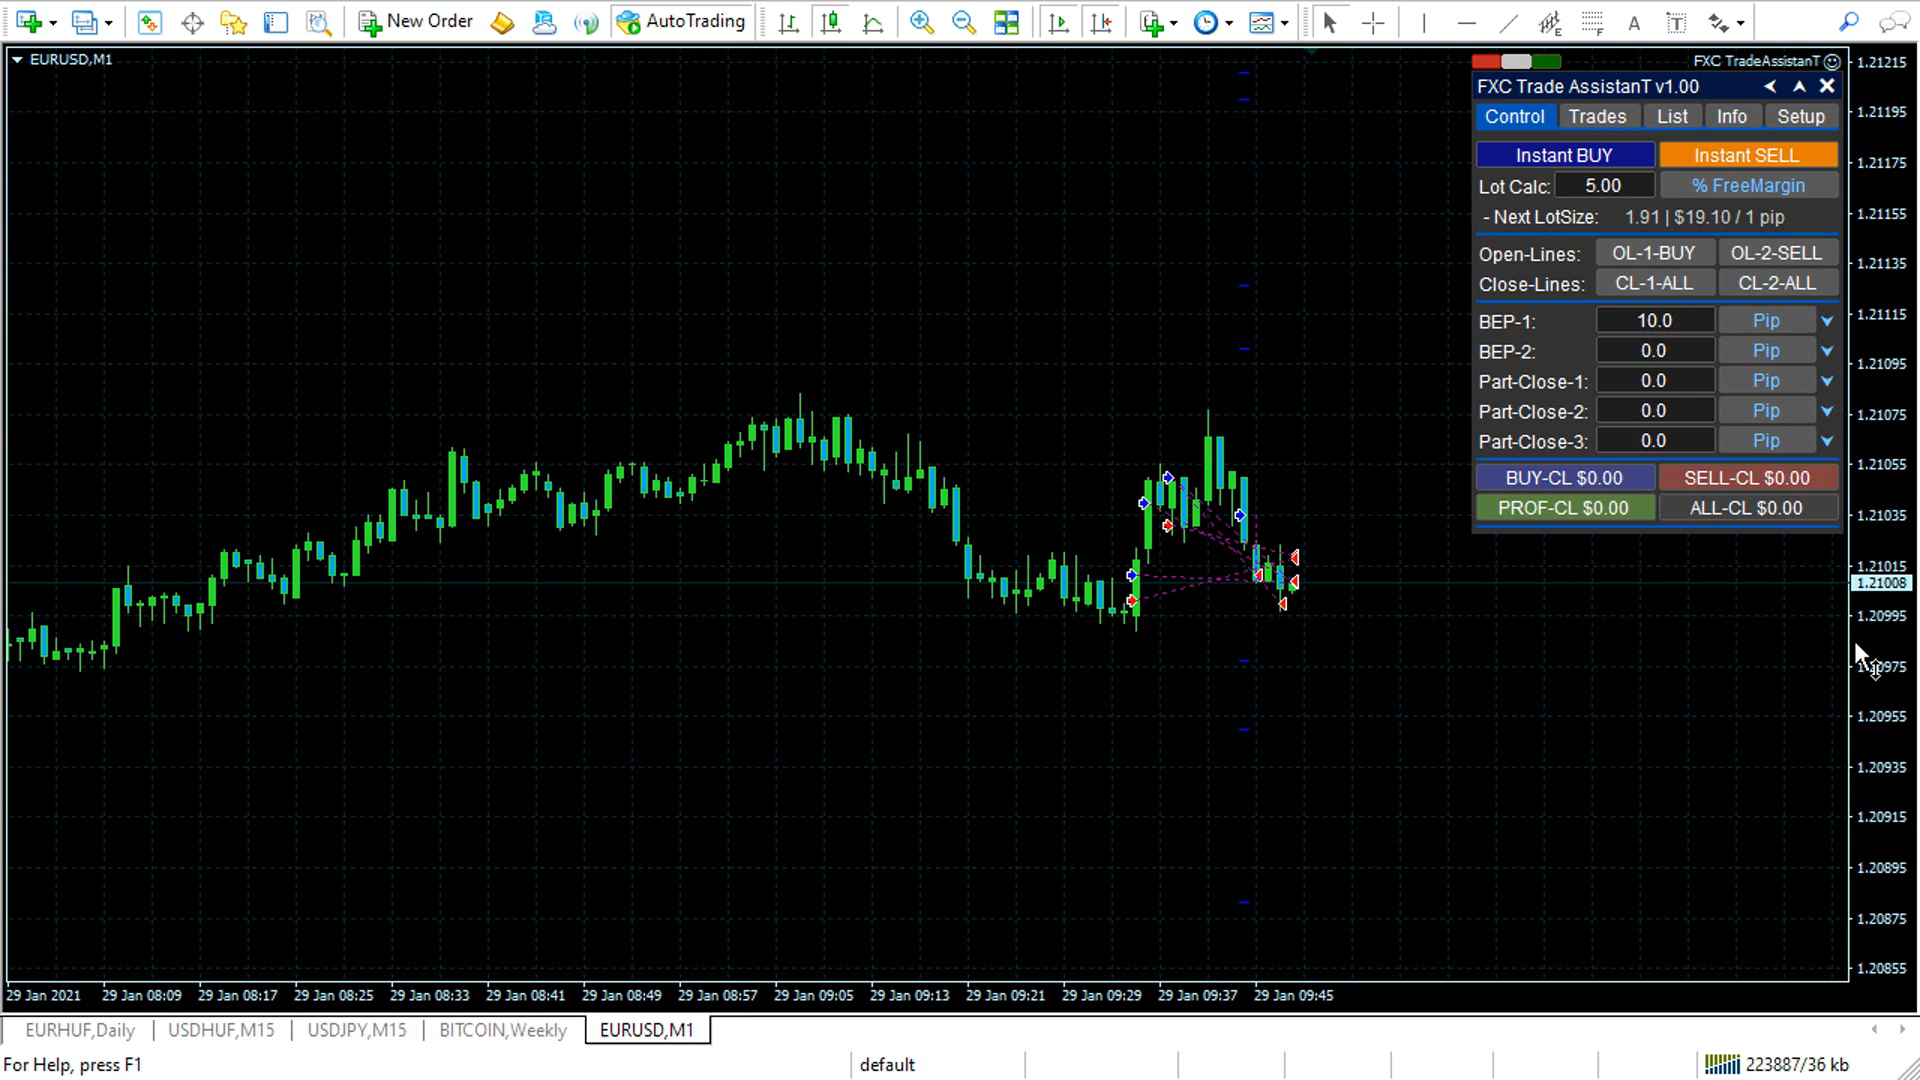 New Order AutoTrading
EURUSD,M1
FXC TradeAssistanT
FXC Trade AssistanT v1.00
Control Trades List Info Setup
Instant BUY Instant SELL
Lot Calc: 5.00 % FreeMargin
- Next LotSize: 1.91 | $19.10 / 1 pip
Open-Lines: OL-1-BUY OL-2-SELL
Close-Lines: CL-1-ALL CL-2-ALL
BEP-1: 10.0 Pip
BEP-2: 0.0 Pip
Part-Close-1: 0.0 Pip
Part-Close-2: 0.0 Pip
Part-Close-3: 0.0 Pip
BUY-CL $0.00 SELL-CL $0.00
PROF-CL $0.00 ALL-CL $0.00
1.21215
1.21195
1.21175
1.21155
1.21135
1.21115
1.21095
1.21075
1.21055
1.21035
1.21015
1.21008
1.20995
1.20975
1.20955
1.20935
1.20915
1.20895
1.20875
1.20855
29 Jan 2021 29 Jan 08:09 29 Jan 08:17 29 Jan 08:25 29 Jan 08:33 29 Jan 08:41 29 Jan 08:49 29 Jan 08:57 29 Jan 09:05 29 Jan 09:13 29 Jan 09:21 29 Jan 09:29 29 Jan 09:37 29 Jan 09:45
EURHUF,Daily USDHUF,M15 USDJPY,M15 BITCOIN,Weekly EURUSD,M1
For Help, press F1 default 223887/36 kb